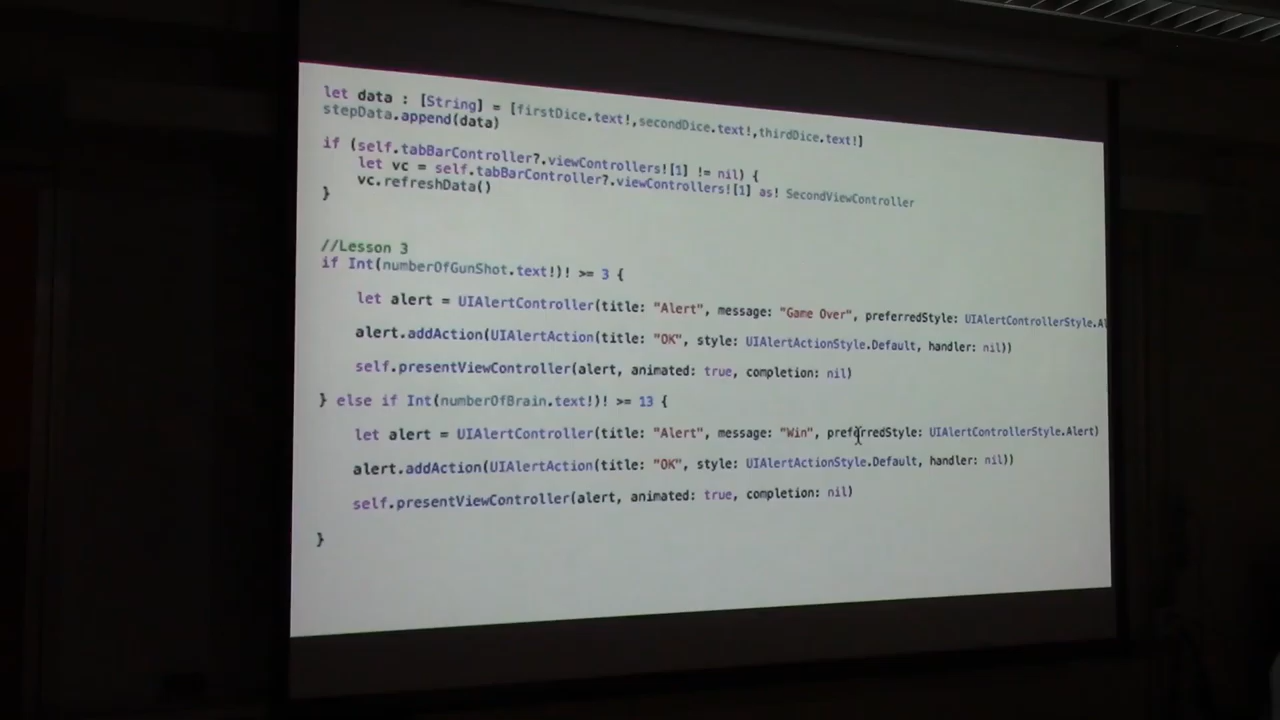 let data : [String] = [firstDice.text!,secondDice.text!,thirdDice.text!]
stepData.append(data)
if (self.tabBarController?.viewControllers![1] != nil) {
let vc = self.tabBarController?.viewControllers![1] as! SecondViewController
vc.refreshData()
}
//Lesson 3
if Int(numberOfGunShot.text!)! >= 3 {
let alert = UIAlertController(title: "Alert", message: "Game Over", preferredStyle: UIAlertControllerStyle.Al
alert.addAction(UIAlertAction(title: "OK", style: UIAlertActionStyle.Default, handler: nil))
self.presentViewController(alert, animated: true, completion: nil)
} else if Int(numberOfBrain.text!)! >= 13 {
let alert = UIAlertController(title: "Alert", message: "Win", preferredStyle: UIAlertControllerStyle.Alert)
alert.addAction(UIAlertAction(title: "OK", style: UIAlertActionStyle.Default, handler: nil))
self.presentViewController(alert, animated: true, completion: nil)
}